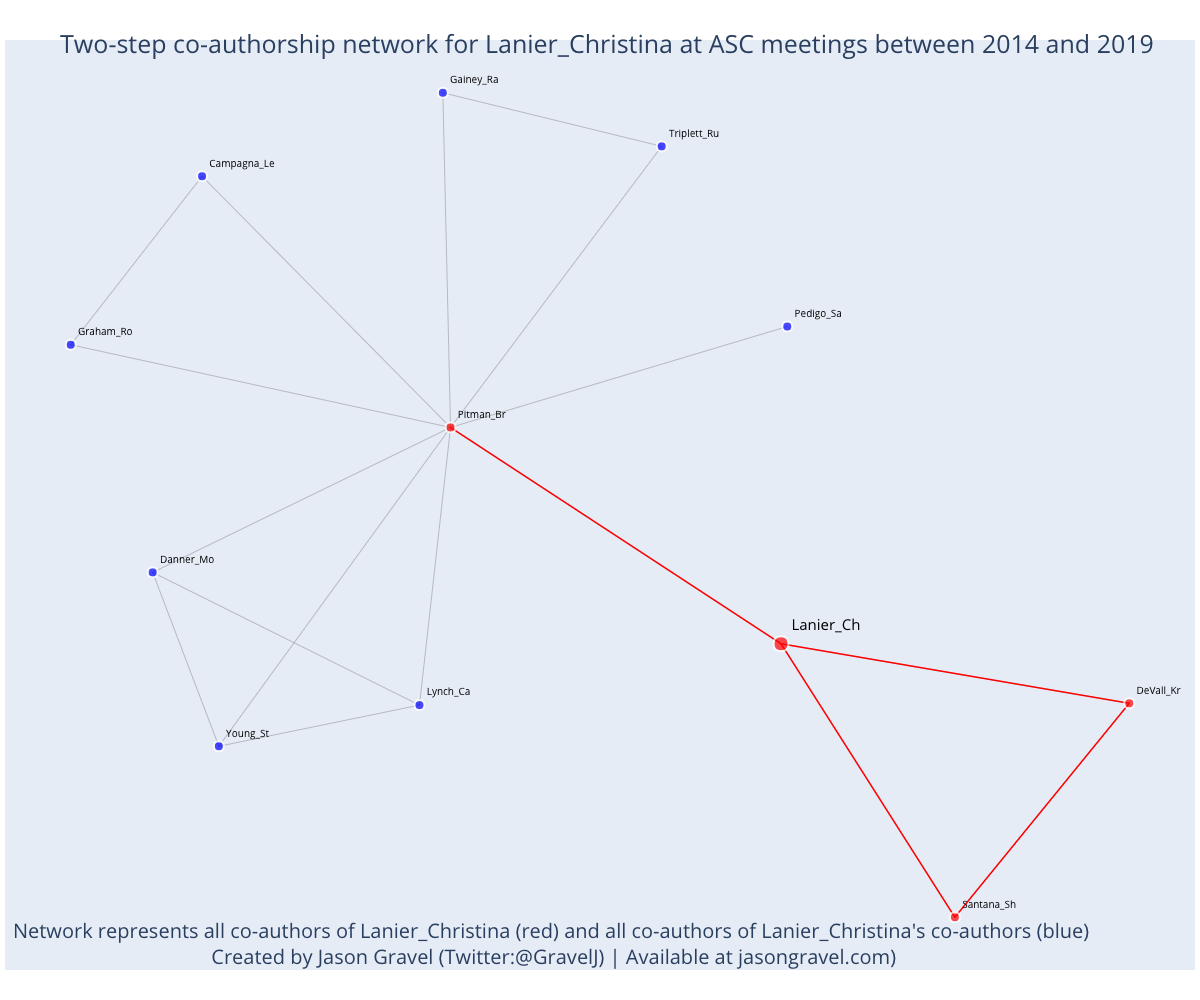 Two-step co-authorship network for Lanier_Christina at ASC meetings between 2014 and 2019
Gainey_Ra
Triplett_Ru
Campagna_Le
Pedigo_Sa
Graham_Ro
Pitman_Br
Danner_Mo
Lanier_Ch
Lynch_Ca
DeVall_Kr
Young_St
Santana_Sh
Network represents all co-authors of Lanier_Christina (red) and all co-authors of Lanier_Christina's co-authors (blue)
Created by Jason Gravel (Twitter:@GravelJ) | Available at jasongravel.com)